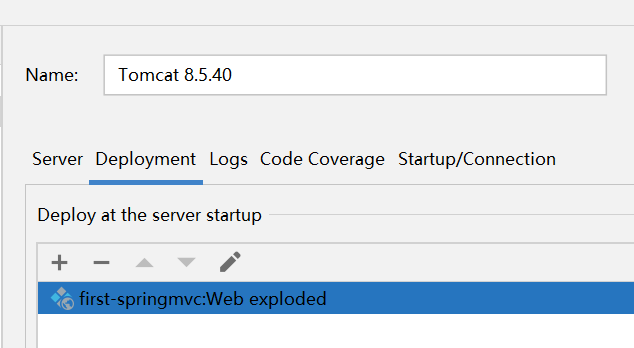 Name: Tomcat 8.5.40
Server Deployment Logs Code Coverage Startup/Connection
Deploy at the server startup
first-springmvc:Web exploded